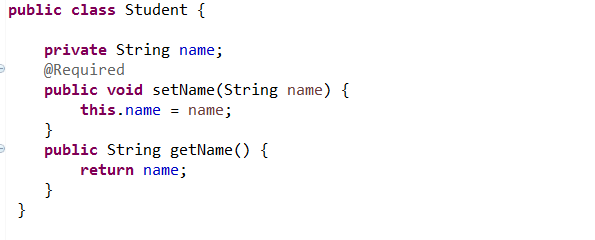 public class Student {
private String name;
@Required
public void setName(String name) {
this.name = name;
}
public String getName() {
return name;
}
}